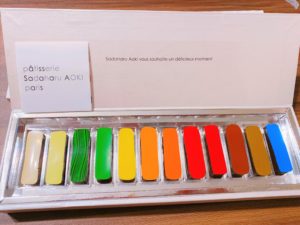 pâtisserie
Sadaharu AOKI
paris
Sadaharu Aoki vous souhaite un délicieux moment